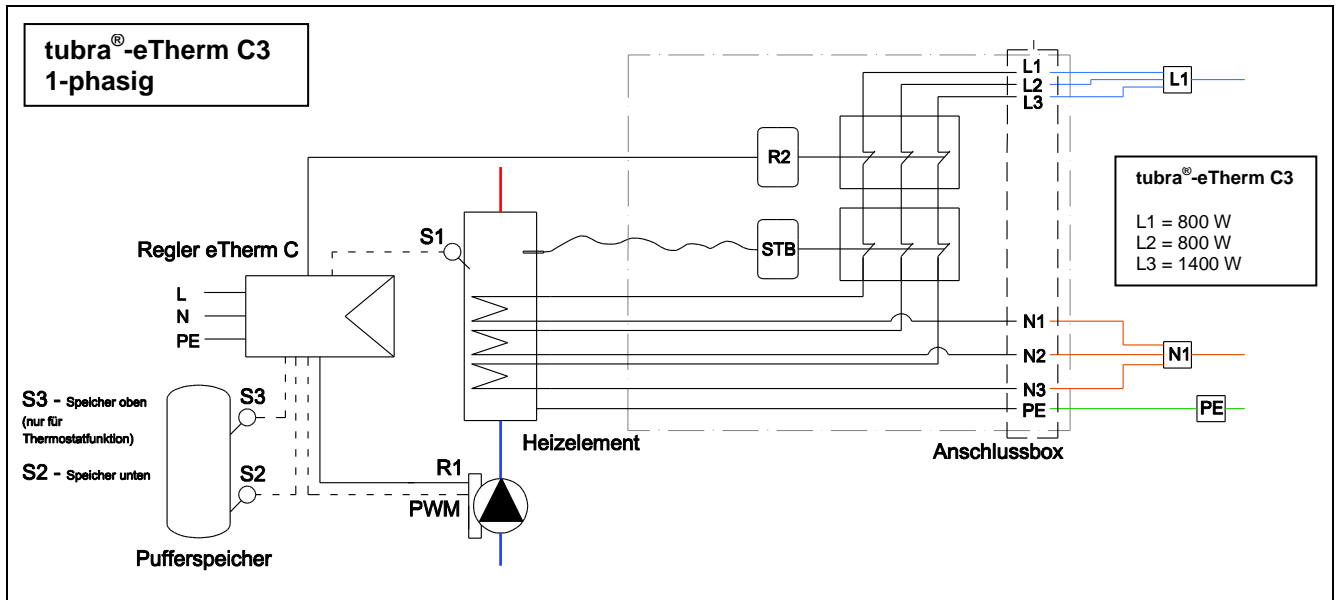 tubra®-eTherm C3
1-phasig
L1
L2
L3
L1
R2
tubra®-eTherm C3
L1 = 800 W
L2 = 800 W
L3 = 1400 W
S1
STB
Regler eTherm C
L
N
PE
N1
N2
N3
PE
N1
PE
S3 - Speicher oben
(nur für
Thermostatfunktion)
S3
S2 - Speicher unten
S2
Heizelement
Anschlussbox
R1
PWM
Pufferspeicher